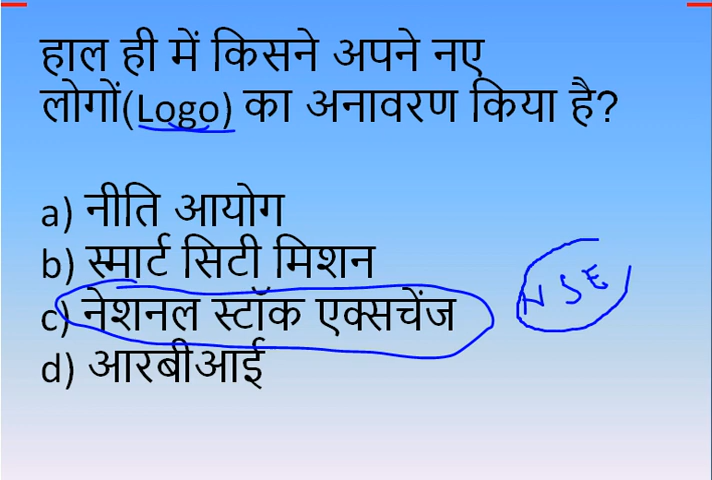 हाल ही में किसने अपने नए
लोगों(Logo) का अनावरण किया है?
a) नीति आयोग
b) स्मार्ट सिटी मिशन
c) नेशनल स्टॉक एक्सचेंज
NSE
d) आरबीआई